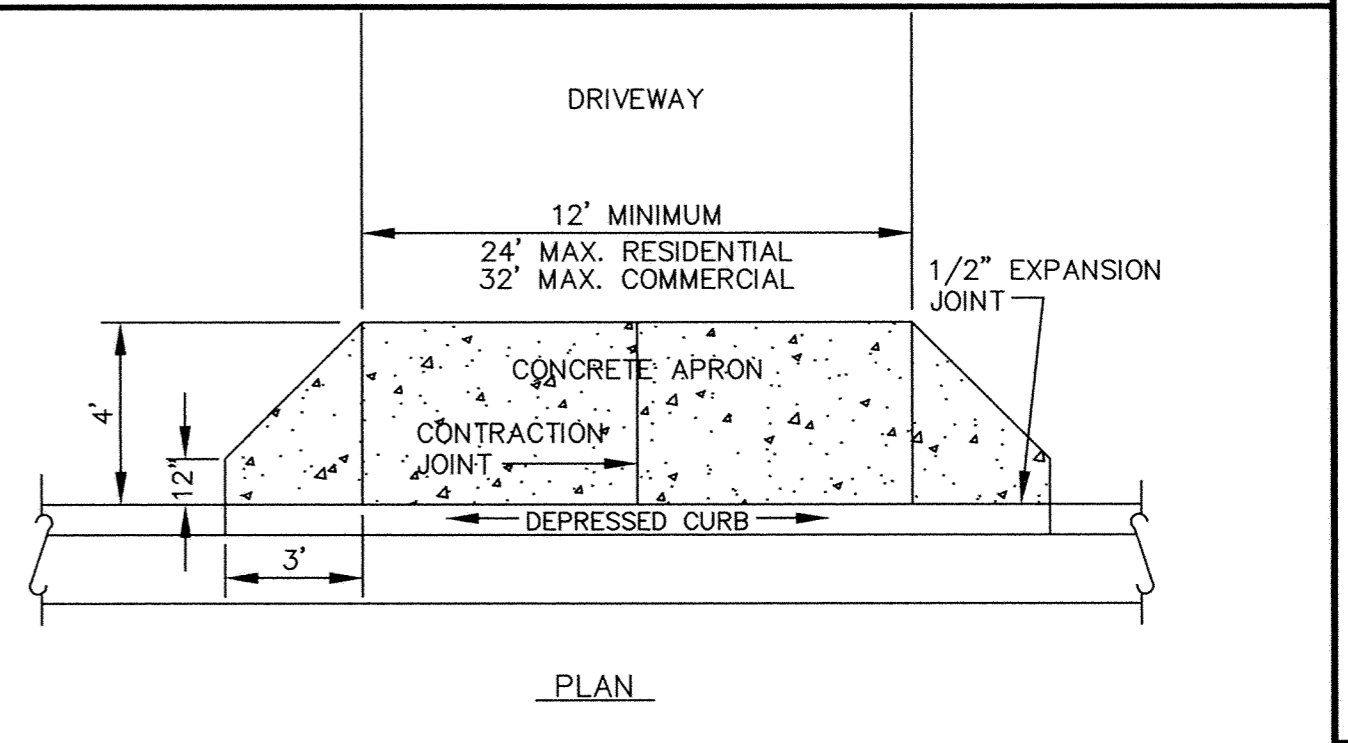 DRIVEWAY
12' MINIMUM
24' MAX. RESIDENTIAL
32' MAX. COMMERCIAL
1/2" EXPANSION
JOINT
CONCRETE APRON
4'
CONTRACTION
JOINT
12"
DEPRESSED CURB
3'
PLAN